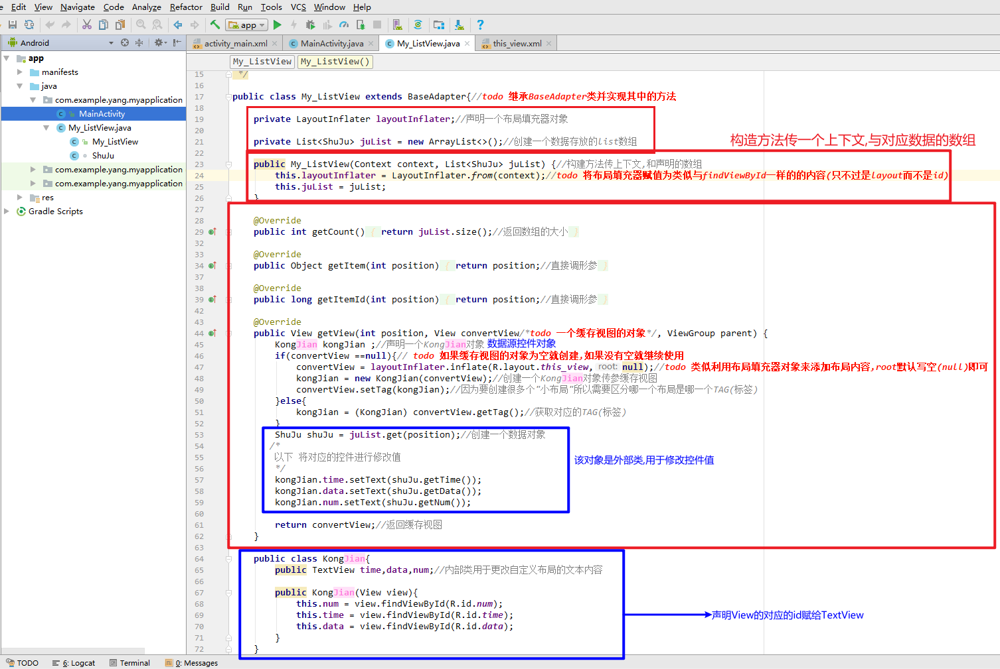 Edit View Navigate Code Analyze Refactor Build Run Tools VCS Window Help
app
Android
activity_main.xml
MainActivity.java
My_ListView.java
this_view.xml
app
manifests
java
com.example.yang.myapplication
MainActivity
My_ListView.java
My_ListView
ShuJu
com.example.yang.myapplication
com.example.yang.myapplication
res
Gradle Scripts
My_ListView My_ListView()
15 */
16
17 public class My_ListView extends BaseAdapter{//todo 继承BaseAdapter类并实现其中的方法
18
19 private LayoutInflater layoutInflater;//声明一个布局填充器对象
20
21 private List<ShuJu> juList = new ArrayList<>();//创建一个数据存放的list数组
构造方法传一个上下文,与对应数据的数组
22
23 public My_ListView(Context context, List<ShuJu> juList) {//构建方法传上下文,和声明的数组
24 this.layoutInflater = LayoutInflater.from(context);//todo 将布局填充器赋值为类似与findViewById一样的的内容(只不过是layout而不是id)
25 this.juList = juList;
26 }
27
28 @Override
29 public int getCount() { return juList.size();//返回数组的大小 }
32
33 @Override
34 public Object getItem(int position) { return position;//直接调形参 }
37
38 @Override
39 public long getItemId(int position) { return position;//直接调形参 }
42
43 @Override
44 public View getView(int position, View convertView/*todo 一个缓存视图的对象*/, ViewGroup parent) {
45 KongJian kongJian ;//声明一个KongJian对象 数据源控件对象
46 if(convertView ==null){// todo 如果缓存视图的对象为空就创建,如果没有空就继续使用
47 convertView = layoutInflater.inflate(R.layout.this_view, root: null);//todo 类似利用布局填充器对象来添加布局内容,root默认写空(null)即可
48 kongJian = new KongJian(convertView);//创建一个KongJian对象传参缓存视图
49 convertView.setTag(kongJian);//因为要创建很多个"小布局"所以需要区分哪一个布局是哪一个TAG(标签)
50 }else{
51 kongJian = (KongJian) convertView.getTag();//获取对应的TAG(标签)
52 }
53 ShuJu shuJu = juList.get(position);//创建一个数据对象
54 /*
55 以下 将对应的控件进行修改值
该对象是外部类,用于修改控件值
56 */
57 kongJian.time.setText(shuJu.getTime());
58 kongJian.data.setText(shuJu.getData());
59 kongJian.num.setText(shuJu.getNum());
60
61 return convertView;//返回缓存视图
62 }
63
64 public class KongJian{
65 public TextView time,data,num;//内部类用于更改自定义布局的文本内容
66
67 public KongJian(View view){
68 this.num = view.findViewById(R.id.num);
69 this.time = view.findViewById(R.id.time);
声明View的对应的id赋给TextView
70 this.data = view.findViewById(R.id.data);
71 }
72 }
TODO 6: Logcat Terminal 0: Messages